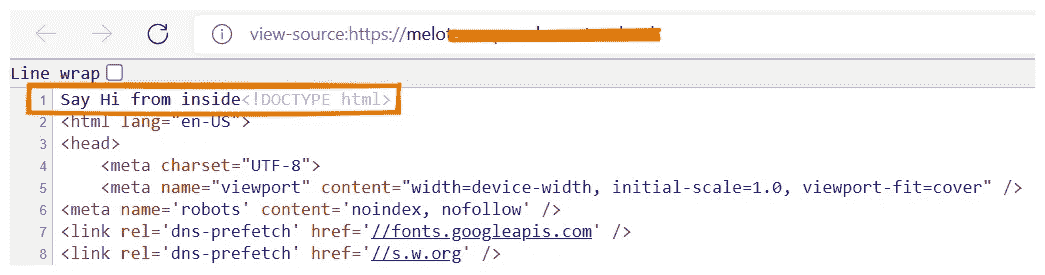 view-source:https://melo
Line wrap
1 Say Hi from inside<!DOCTYPE html>
2 <html lang="en-US">
3 <head>
4 <meta charset="UTF-8">
5 <meta name="viewport" content="width=device-width, initial-scale=1.0, viewport-fit=cover" />
6 <meta name='robots' content='noindex, nofollow' />
7 <link rel='dns-prefetch' href='//fonts.googleapis.com' />
8 <link rel='dns-prefetch' href='//s.w.org' />